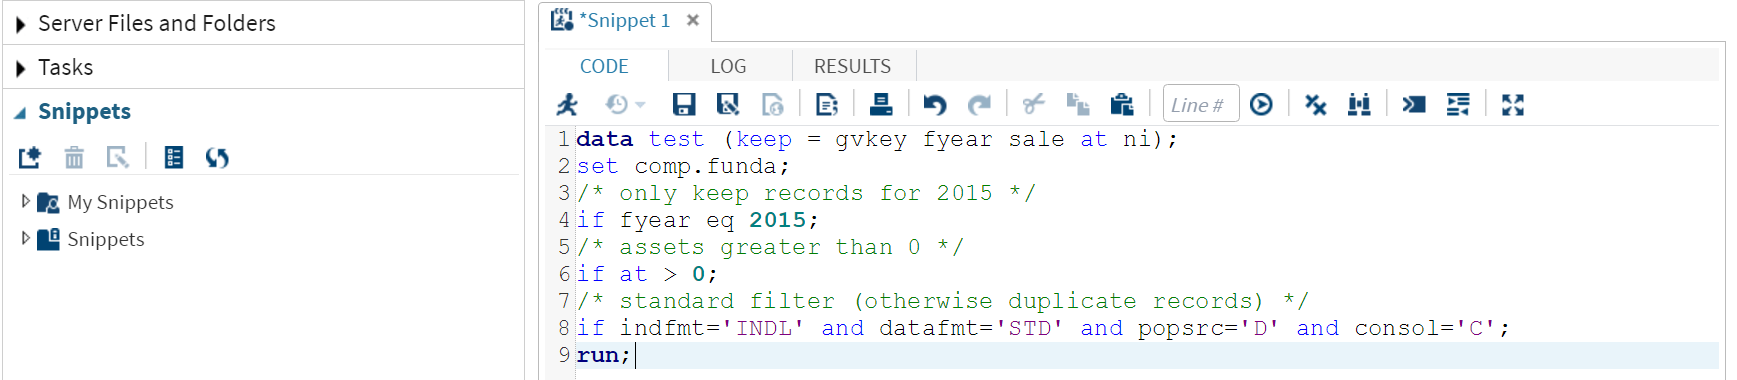 Server Files and Folders
Tasks
Snippets
My Snippets
Snippets
*Snippet 1
CODE LOG RESULTS
Line #
1 data test (keep = gvkey fyear sale at ni);
2 set comp.funda;
3 /* only keep records for 2015 */
4 if fyear eq 2015;
5 /* assets greater than 0 */
6 if at > 0;
7 /* standard filter (otherwise duplicate records) */
8 if indfmt='INDL' and datafmt='STD' and popsrc='D' and consol='C';
9 run;